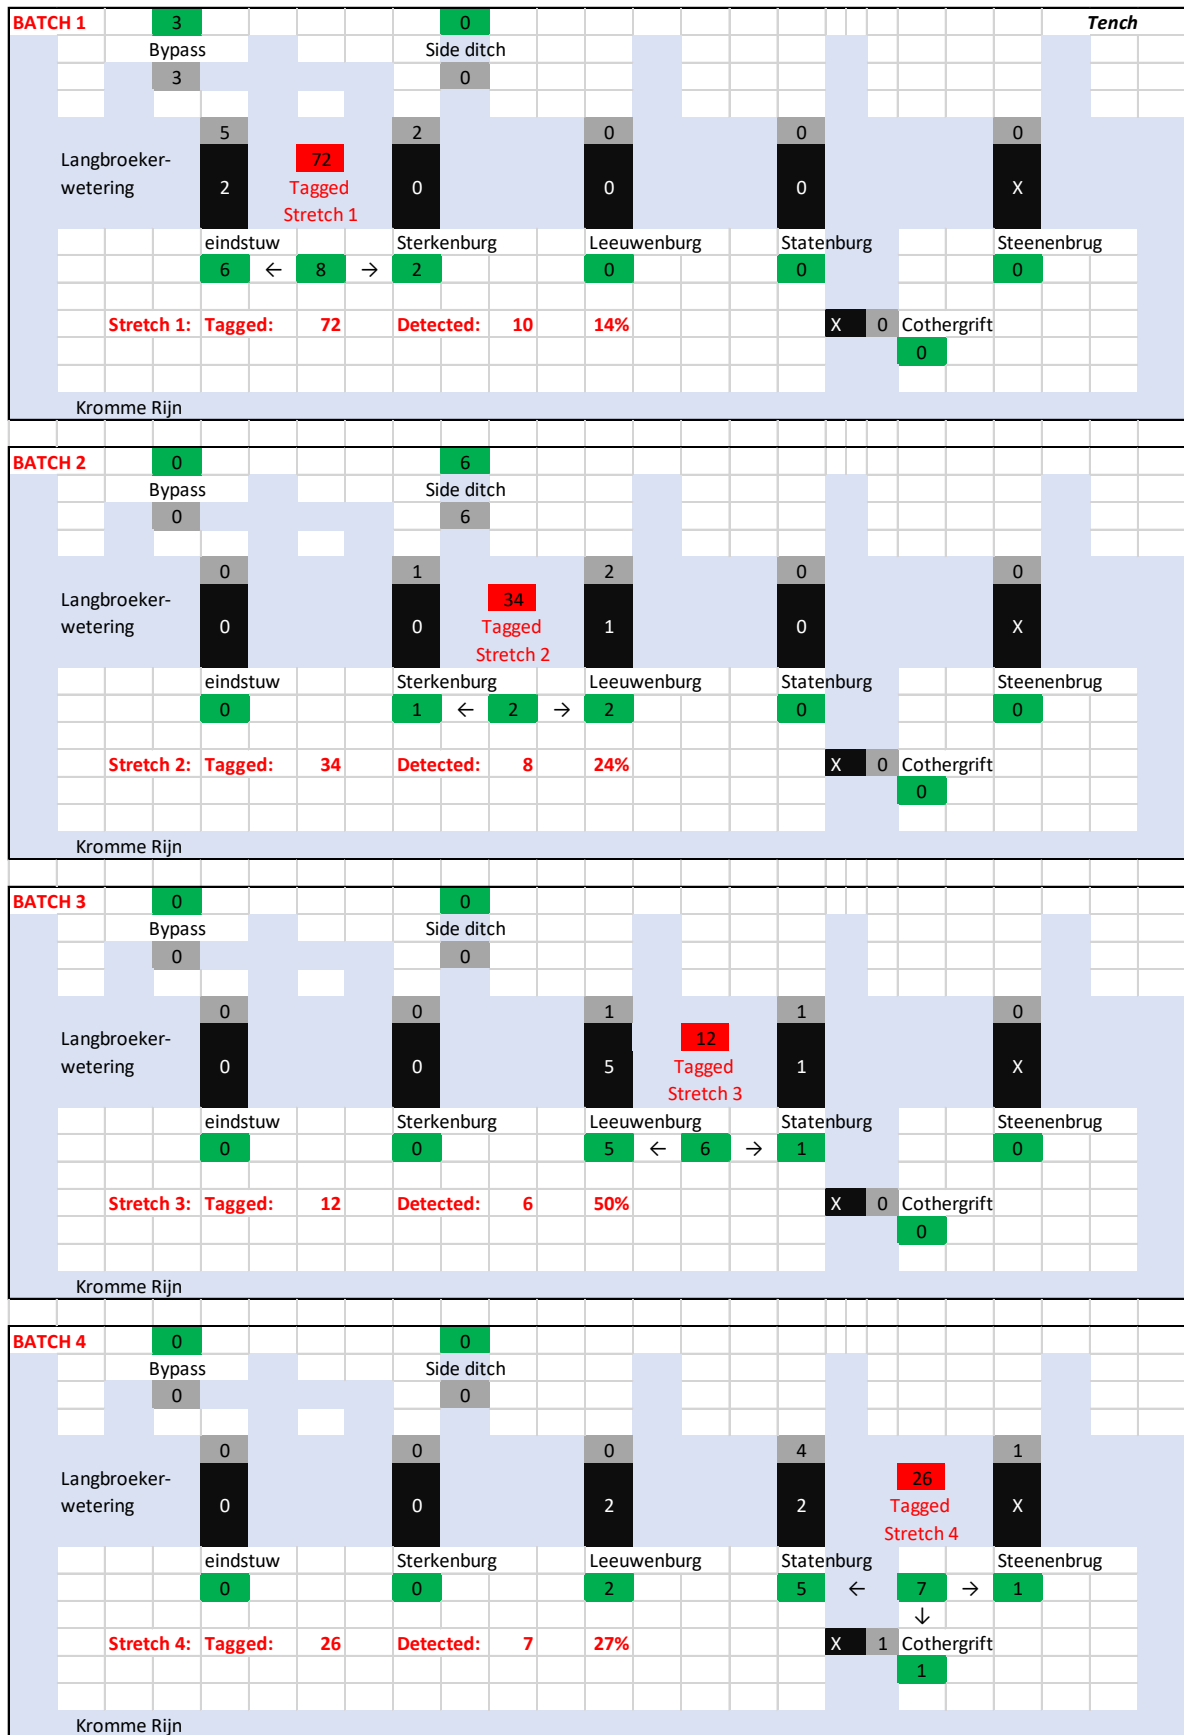 BATCH 1 3 0 Tench
Bypass Side ditch
3 0
5 2 0 0 0
Langbroeker- 72
wetering 2 Tagged 0 0 0 X
Stretch 1
eindstuw Sterkenburg Leeuwenburg Statenburg Steenenbrug
6 ← 8 → 2 0 0 0
Stretch 1: Tagged: 72 Detected: 10 14% X 0 Cothergrift
0
Kromme Rijn
BATCH 2 0 6
Bypass Side ditch
0 6
0 1 2 0 0
Langbroeker- 34
wetering 0 0 Tagged 1 0 X
Stretch 2
eindstuw Sterkenburg Leeuwenburg Statenburg Steenenbrug
0 1 ← 2 → 2 0 0
Stretch 2: Tagged: 34 Detected: 8 24% X 0 Cothergrift
0
Kromme Rijn
BATCH 3 0 0
Bypass Side ditch
0 0
0 0 1 1 0
Langbroeker- 12
wetering 0 0 5 Tagged 1 X
Stretch 3
eindstuw Sterkenburg Leeuwenburg Statenburg Steenenbrug
0 0 5 ← 6 → 1 0
Stretch 3: Tagged: 12 Detected: 6 50% X 0 Cothergrift
0
Kromme Rijn
BATCH 4 0 0
Bypass Side ditch
0 0
0 0 0 4 1
Langbroeker- 26
wetering 0 0 2 2 Tagged X
Stretch 4
eindstuw Sterkenburg Leeuwenburg Statenburg Steenenbrug
0 0 2 5 ← 7 → 1
↓
Stretch 4: Tagged: 26 Detected: 7 27% X 1 Cothergrift
1
Kromme Rijn